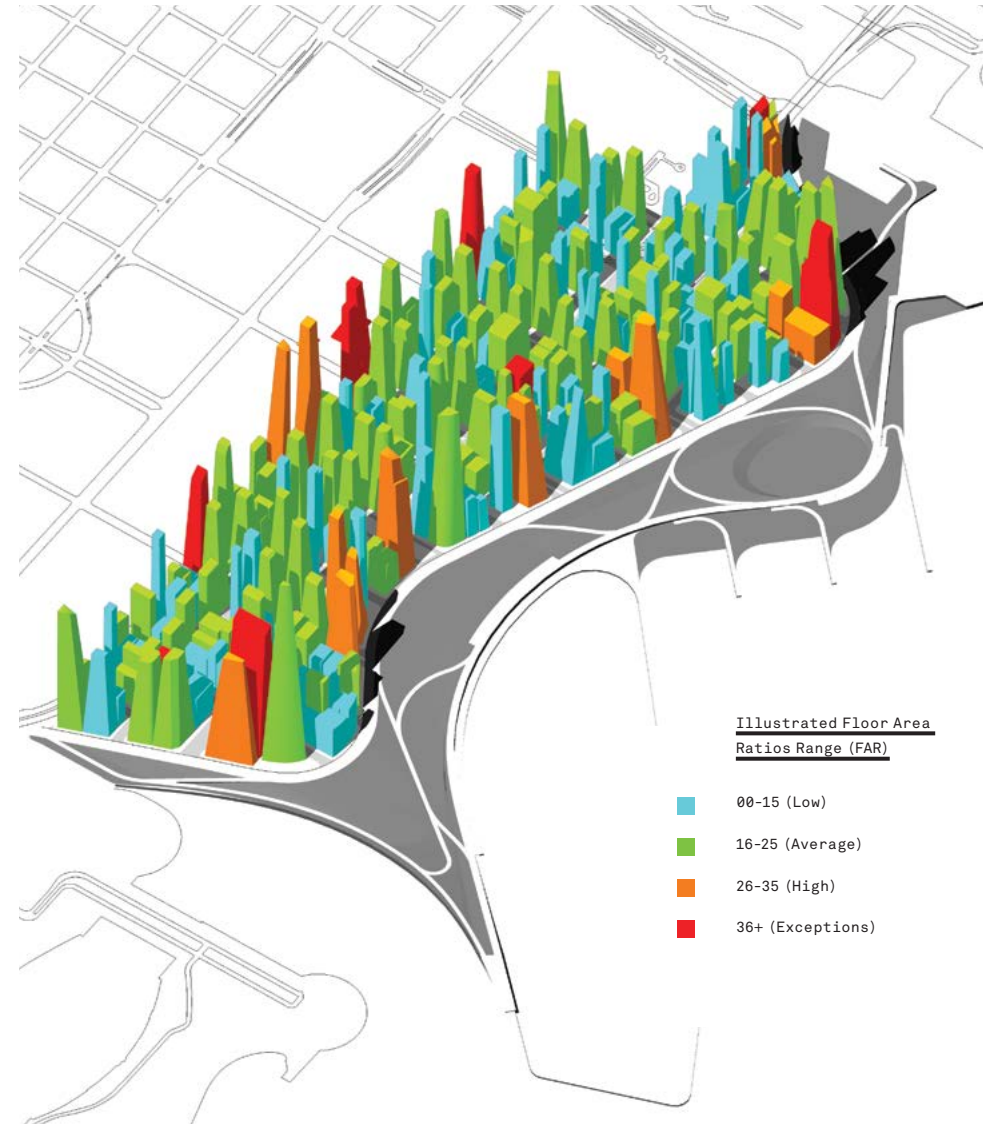 Illustrated Floor Area
Ratios Range (FAR)
00-15 (Low)
16-25 (Average)
26-35 (High)
36+ (Exceptions)